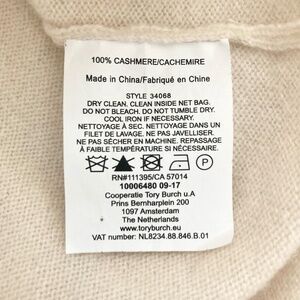 100% CASHMERE/CACHEMIRE
Made in China/Fabriqué en Chine
STYLE 34068
DRY CLEAN. CLEAN INSIDE NET BAG.
DO NOT BLEACH. DO NOT TUMBLE DRY.
COOL IRON IF NECESSARY.
NETTOYAGE À SEC. NETTOYAGE DANS UN
FILET DE LAVAGE. NE PAS JAVELLISER.
NE PAS SÉCHER EN MACHINE. REPASSAGE
À FAIBLE TEMPÉRATURE SI NÉCESSAIRE.
P
RN#111395/CA 57014
10006480 09-17
Cooperatie Tory Burch u.A
Prins Bernharplein 200
1097 Amsterdam
The Netherlands
www.toryburch.com
VAT number: NL8234.88.846.B.01